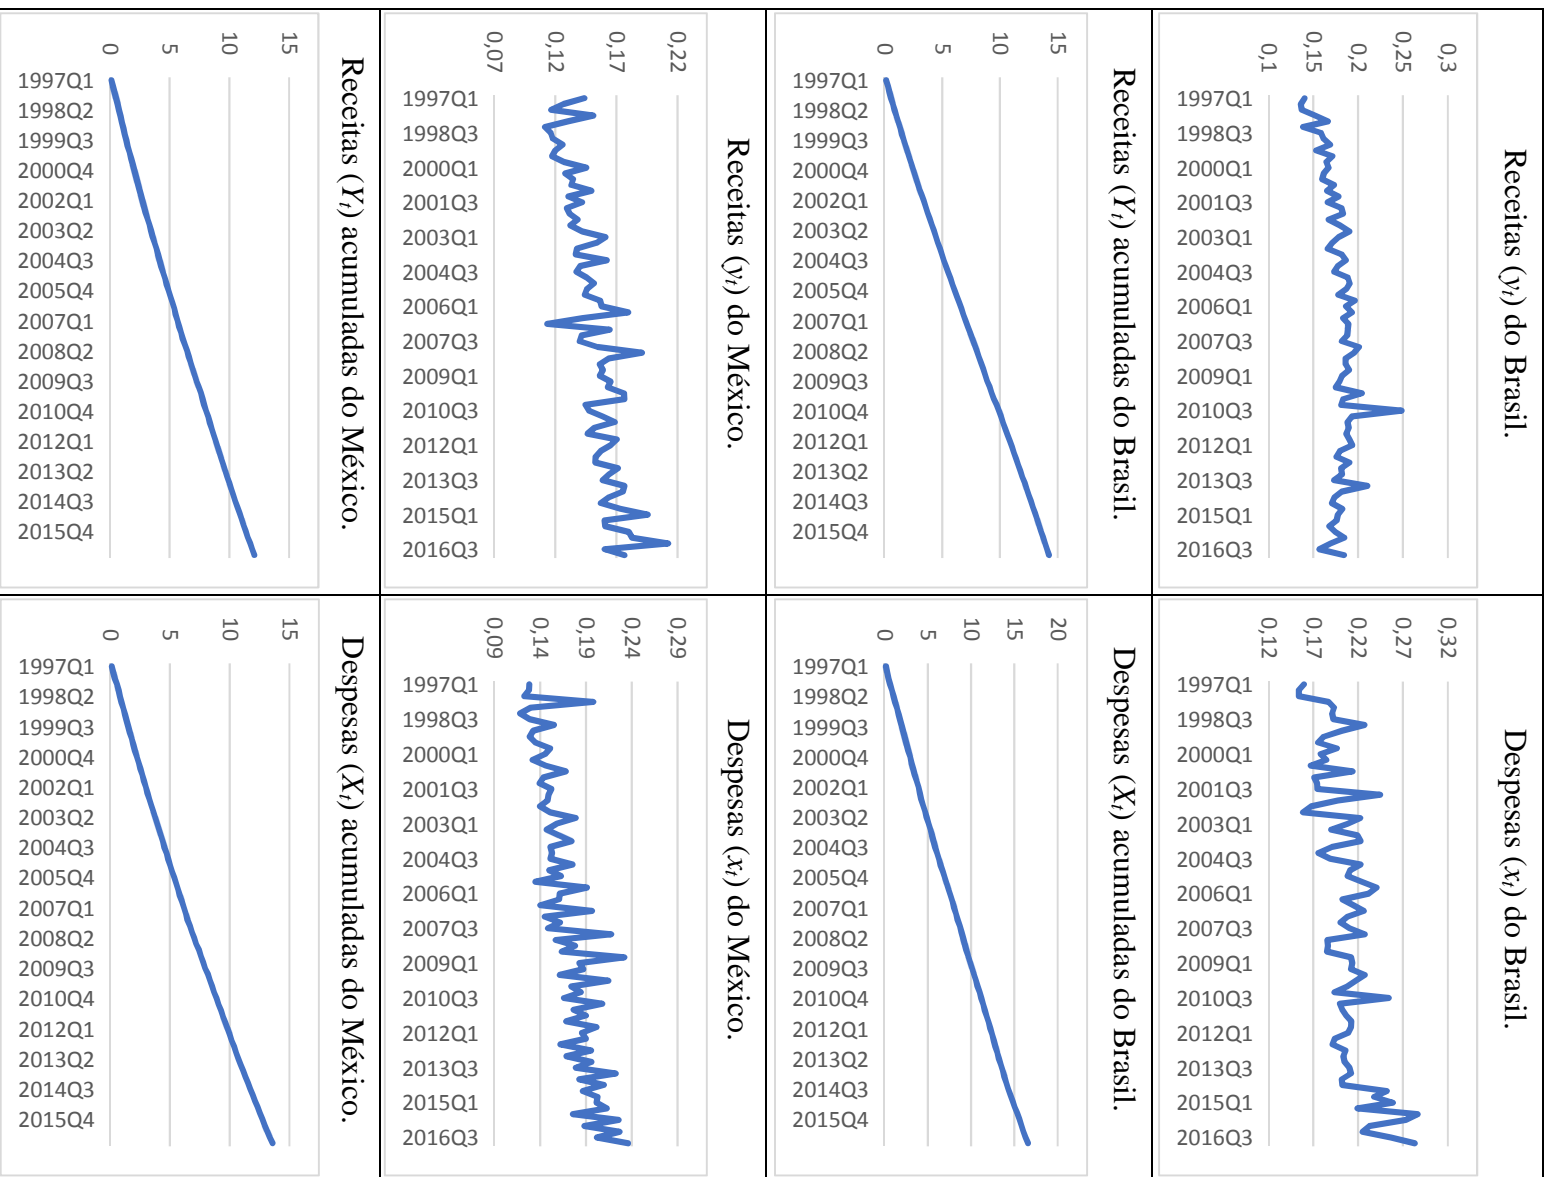 Receitas (yt) do Brasil.
0,3
0,25
0,2
0,15
0,1
1997Q1
1998Q3
2000Q1
2001Q3
2003Q1
2004Q3
2006Q1
2007Q3
2009Q1
2010Q3
2012Q1
2013Q3
2015Q1
2016Q3
Despesas (xt) do Brasil.
0,32
0,27
0,22
0,17
0,12
1997Q1
1998Q3
2000Q1
2001Q3
2003Q1
2004Q3
2006Q1
2007Q3
2009Q1
2010Q3
2012Q1
2013Q3
2015Q1
2016Q3
Receitas (Yt) acumuladas do Brasil.
15
10
5
0
1997Q1
1998Q2
1999Q3
2000Q4
2002Q1
2003Q2
2004Q3
2005Q4
2007Q1
2008Q2
2009Q3
2010Q4
2012Q1
2013Q2
2014Q3
2015Q4
Despesas (Xt) acumuladas do Brasil.
20
15
10
5
0
1997Q1
1998Q2
1999Q3
2000Q4
2002Q1
2003Q2
2004Q3
2005Q4
2007Q1
2008Q2
2009Q3
2010Q4
2012Q1
2013Q2
2014Q3
2015Q4
Receitas (yt) do México.
0,22
0,17
0,12
0,07
1997Q1
1998Q3
2000Q1
2001Q3
2003Q1
2004Q3
2006Q1
2007Q3
2009Q1
2010Q3
2012Q1
2013Q3
2015Q1
2016Q3
Despesas (xt) do México.
0,29
0,24
0,19
0,14
0,09
1997Q1
1998Q3
2000Q1
2001Q3
2003Q1
2004Q3
2006Q1
2007Q3
2009Q1
2010Q3
2012Q1
2013Q3
2015Q1
2016Q3
Receitas (Yt) acumuladas do México.
15
10
5
0
1997Q1
1998Q2
1999Q3
2000Q4
2002Q1
2003Q2
2004Q3
2005Q4
2007Q1
2008Q2
2009Q3
2010Q4
2012Q1
2013Q2
2014Q3
2015Q4
Despesas (Xt) acumuladas do México.
15
10
5
0
1997Q1
1998Q2
1999Q3
2000Q4
2002Q1
2003Q2
2004Q3
2005Q4
2007Q1
2008Q2
2009Q3
2010Q4
2012Q1
2013Q2
2014Q3
2015Q4